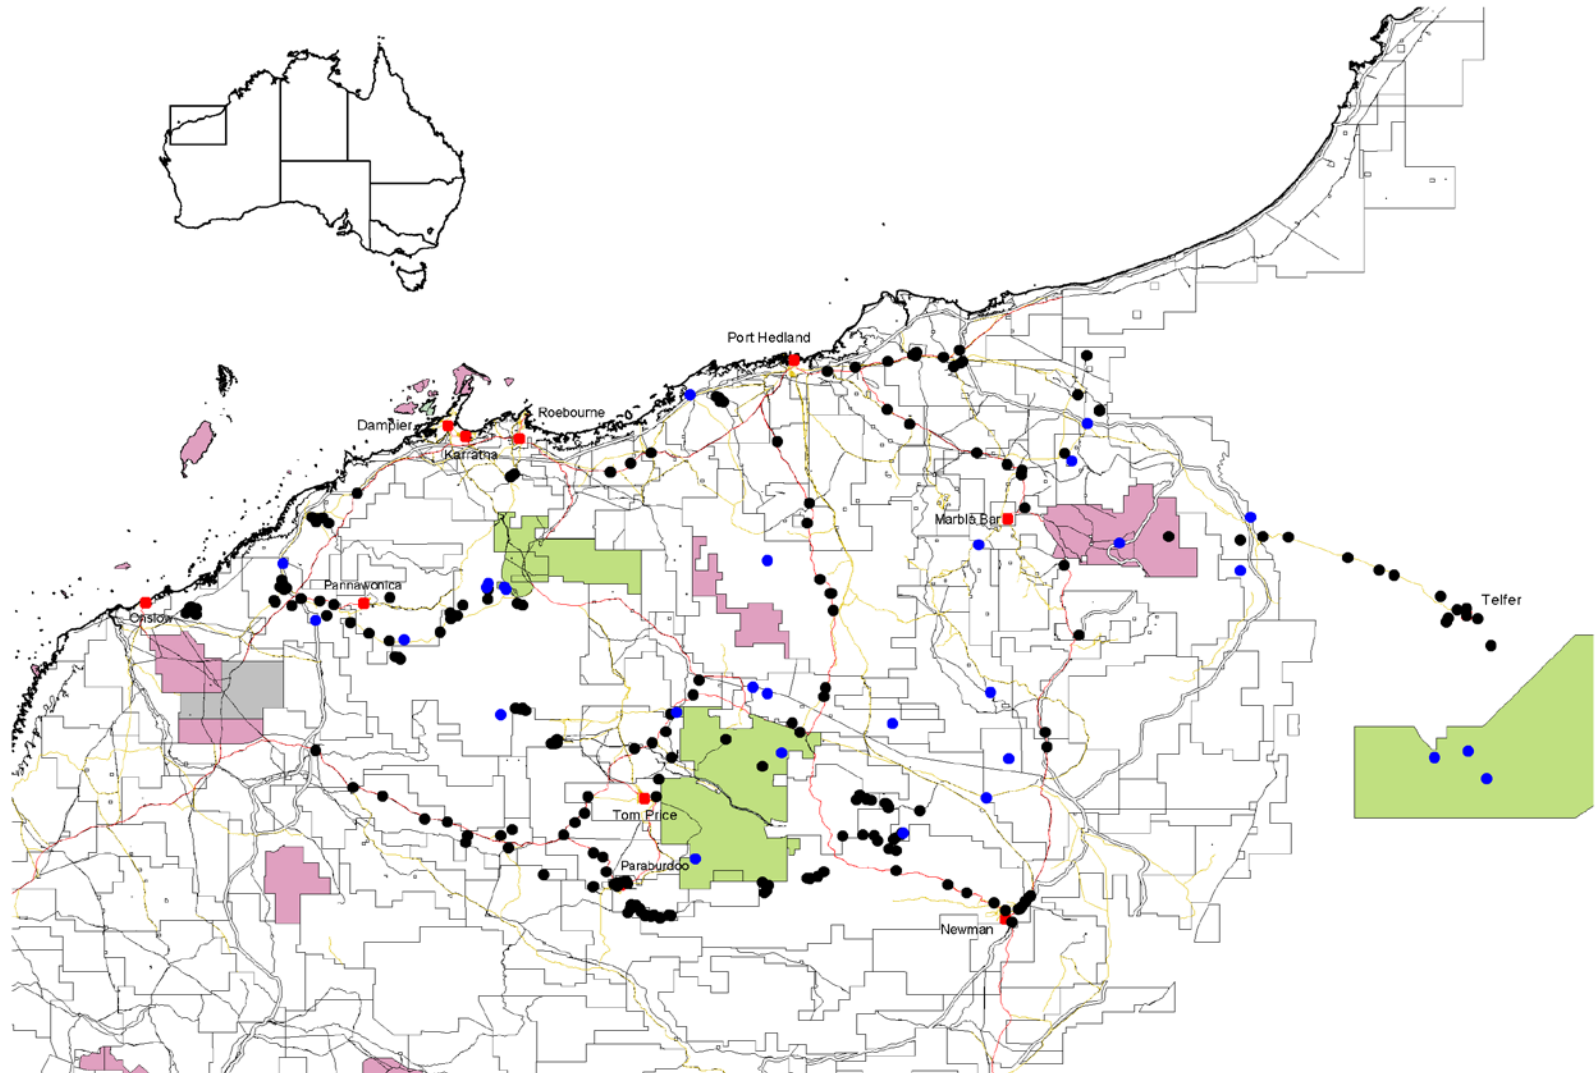 Port Hedland
Roebourne
Dampier
Karratha
Marble Bar
Pannawonica
Telfer
Onslow
Tom Price
Paraburdoo
Newman